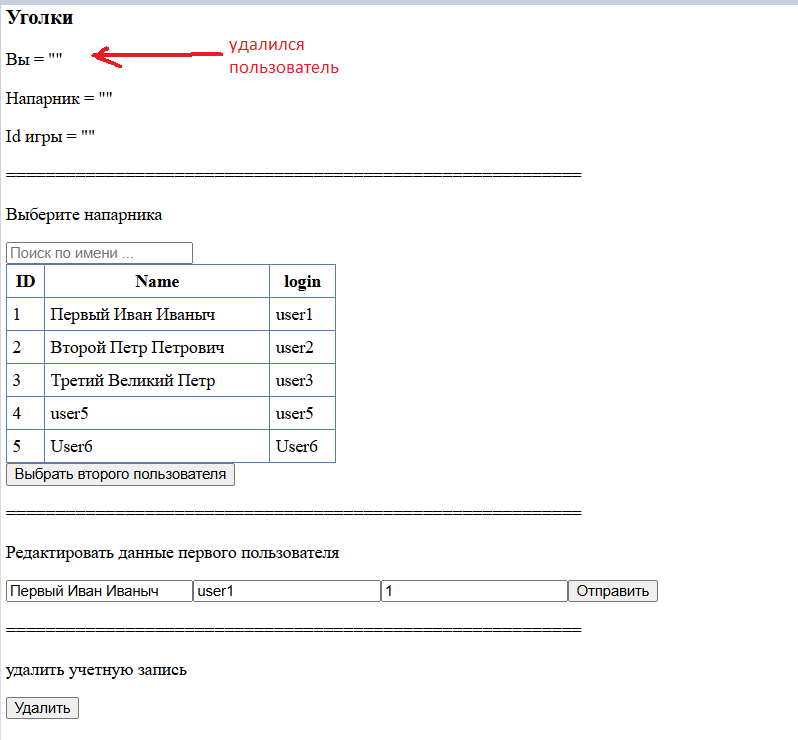 Уголки
удалился
Вы = ""
пользователь
Напарник = ""
Id игры = ""
==========================================================
Выберите напарника
Поиск по имени ...
ID Name login
1 Первый Иван Иваныч user1
2 Второй Петр Петрович user2
3 Третий Великий Петр user3
4 user5 user5
5 User6 User6
Выбрать второго пользователя
==========================================================
Редактировать данные первого пользователя
Первый Иван Иваныч user1 1 Отправить
==========================================================
удалить учетную запись
Удалить